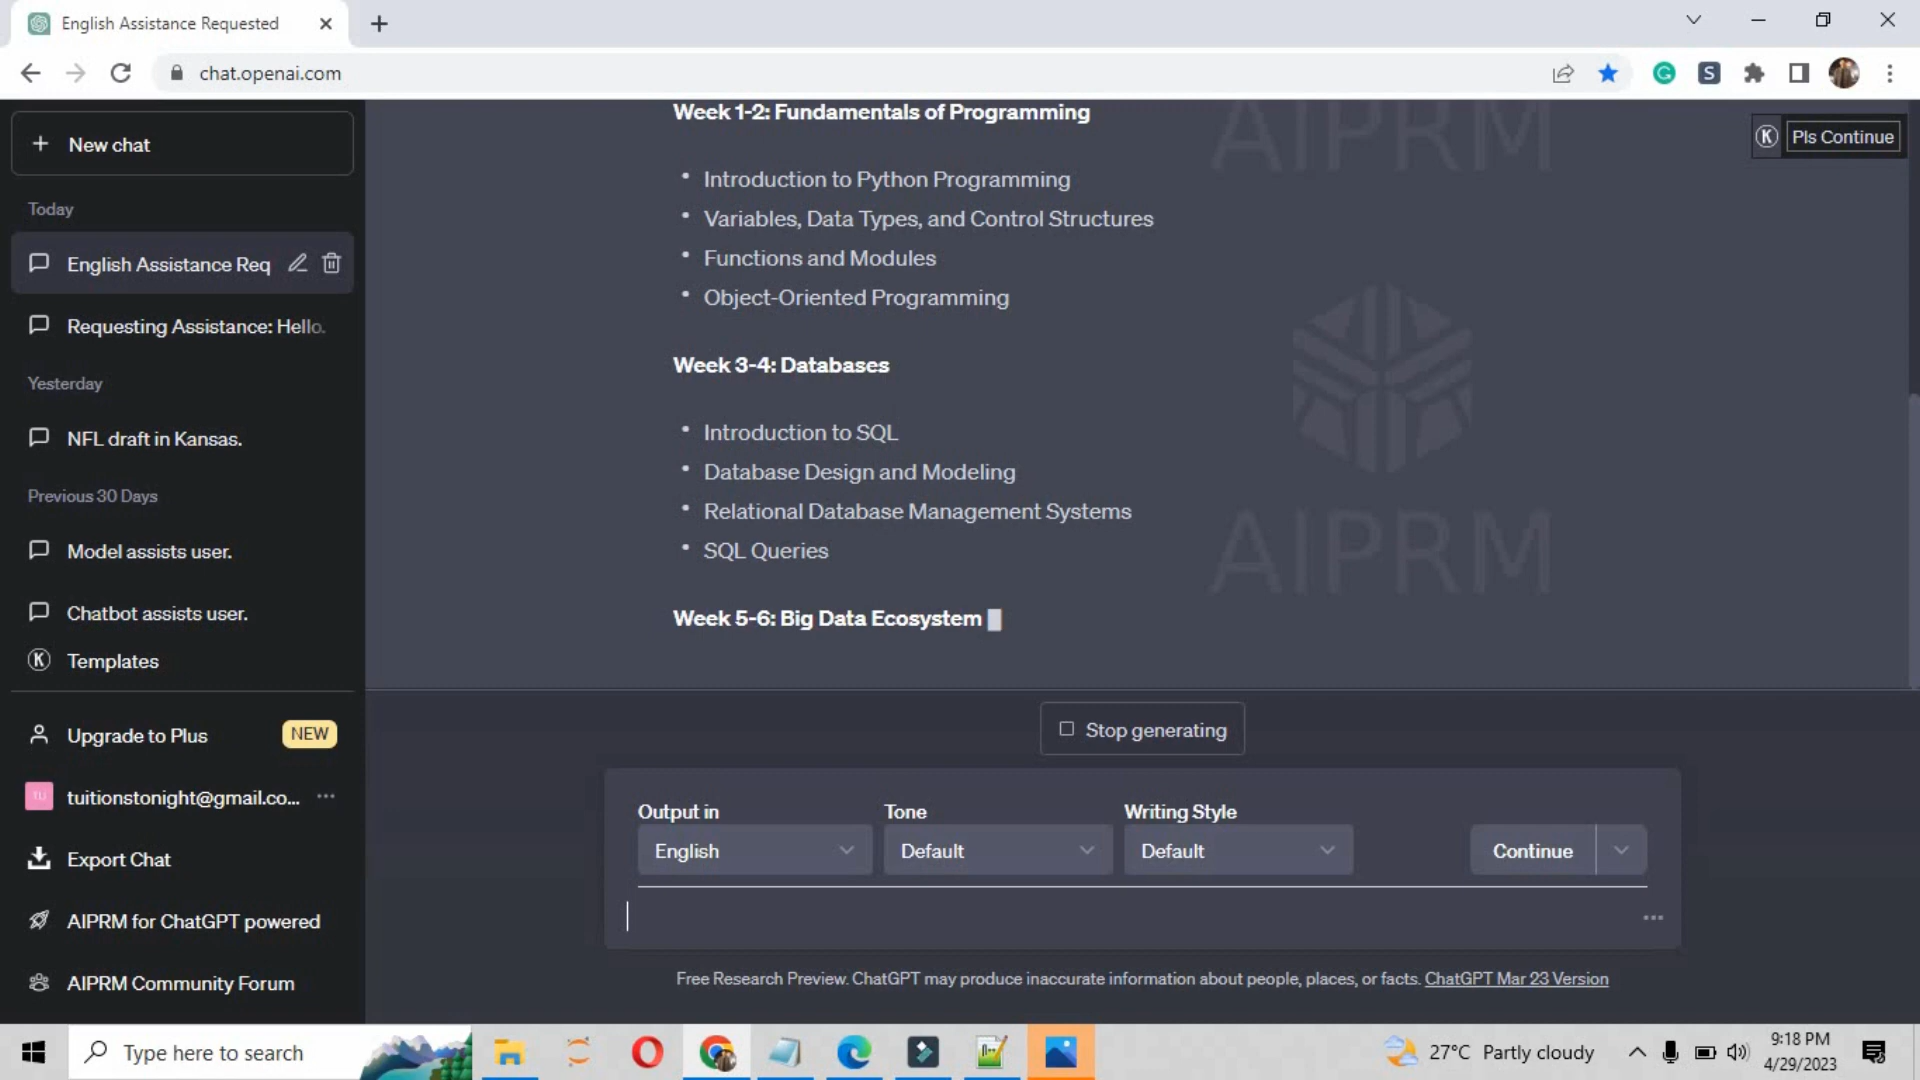 English Assistance Requested
chat.openai.com
New chat
Today
English Assistance Req
Requesting Assistance: Hello.
Yesterday
NFL draft in Kansas.
Previous 30 Days
Model assists user.
Chatbot assists user.
Templates
Upgrade to Plus NEW
TU tuitionstonight@gmail.co...
Export Chat
AIPRM for ChatGPT powered
AIPRM Community Forum
AIPRM
Pls Continue
Week 1-2: Fundamentals of Programming
• Introduction to Python Programming
• Variables, Data Types, and Control Structures
• Functions and Modules
• Object-Oriented Programming
Week 3-4: Databases
• Introduction to SQL
• Database Design and Modeling
• Relational Database Management Systems
• SQL Queries
AIPRM
Week 5-6: Big Data Ecosystem
Stop generating
Output in Tone Writing Style
English Default Default Continue
Free Research Preview. ChatGPT may produce inaccurate information about people, places, or facts. ChatGPT Mar 23 Version
Type here to search
27°C Partly cloudy
9:18 PM
4/29/2023